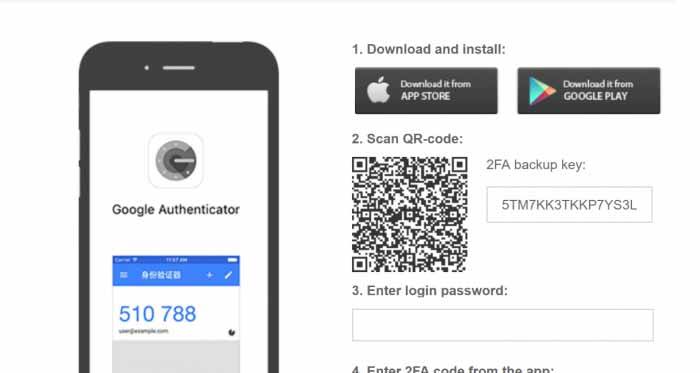 1. Download and install:
Download it from
APP STORE
Download it from
GOOGLE PLAY
2. Scan QR-code:
2FA backup key:
5TM7KK3TKKP7YS3L
Google Authenticator
Carrier
11:57 AM
身份验证器
510 788
user@example.com
3. Enter login password:
4. Enter 2FA code from the app: